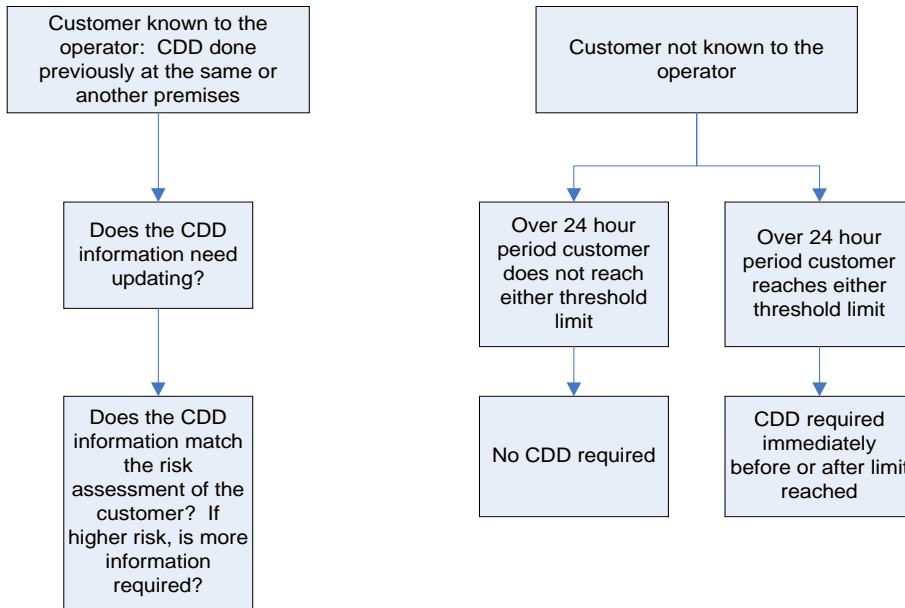 Customer known to the
operator:  CDD done
previously at the same or
another premises
Does the CDD
information need
updating?
Does the CDD
information match
the risk
assessment of the
customer?  If
higher risk, is more
information
required?
Customer not known to the
operator
Over 24 hour
period customer
does not reach
either threshold
limit
Over 24 hour
period customer
reaches either
threshold limit
No CDD required
CDD required
immediately
before or after limit
reached